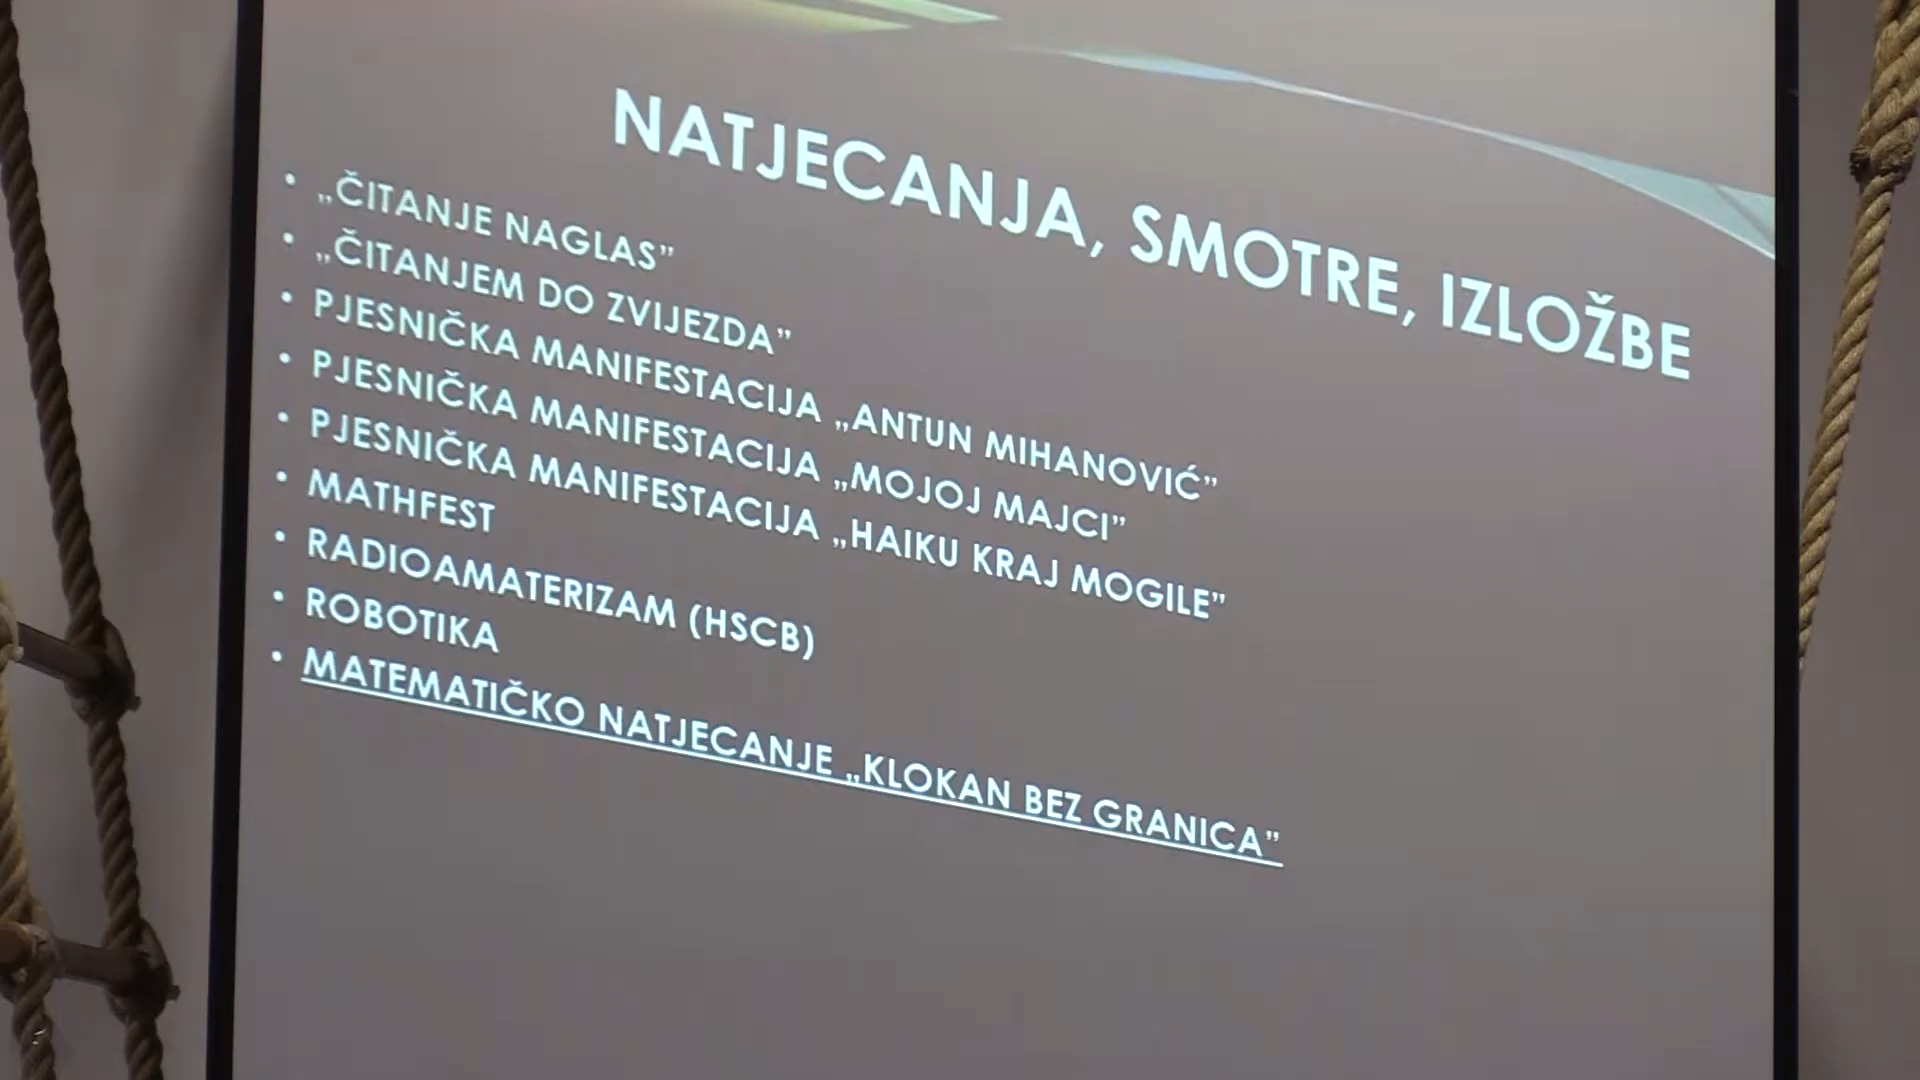 NATJECANJA, SMOTRE, IZLOŽBE
• „ČITANJE NAGLAS”
• „ČITANJEM DO ZVIJEZDA”
• PJESNIČKA MANIFESTACIJA „ANTUN MIHANOVIĆ”
• PJESNIČKA MANIFESTACIJA „MOJOJ MAJCI”
• PJESNIČKA MANIFESTACIJA „HAIKU KRAJ MOGILE”
• MATHFEST
• RADIOAMATERIZAM (HSCB)
• ROBOTIKA
• MATEMATIČKO NATJECANJE „KLOKAN BEZ GRANICA”